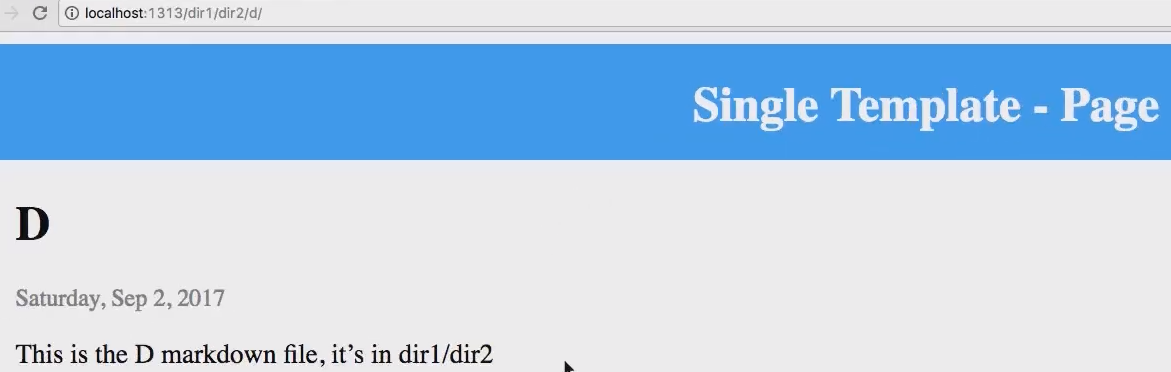 localhost:1313/dir1/dir2/d/
Single Template - Page
D
Saturday, Sep 2, 2017
This is the D markdown file, it’s in dir1/dir2